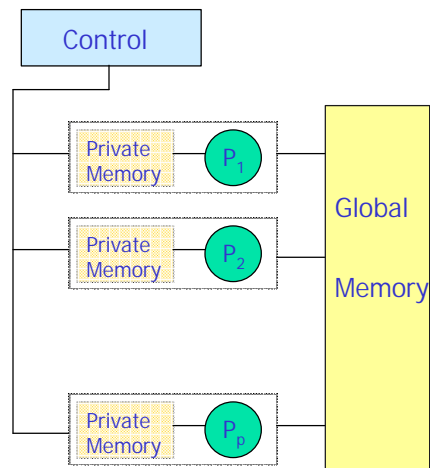 Control
Private
Memory
P₁
Global
Private
Memory
P₂
Memory
Private
Memory
Pₚ